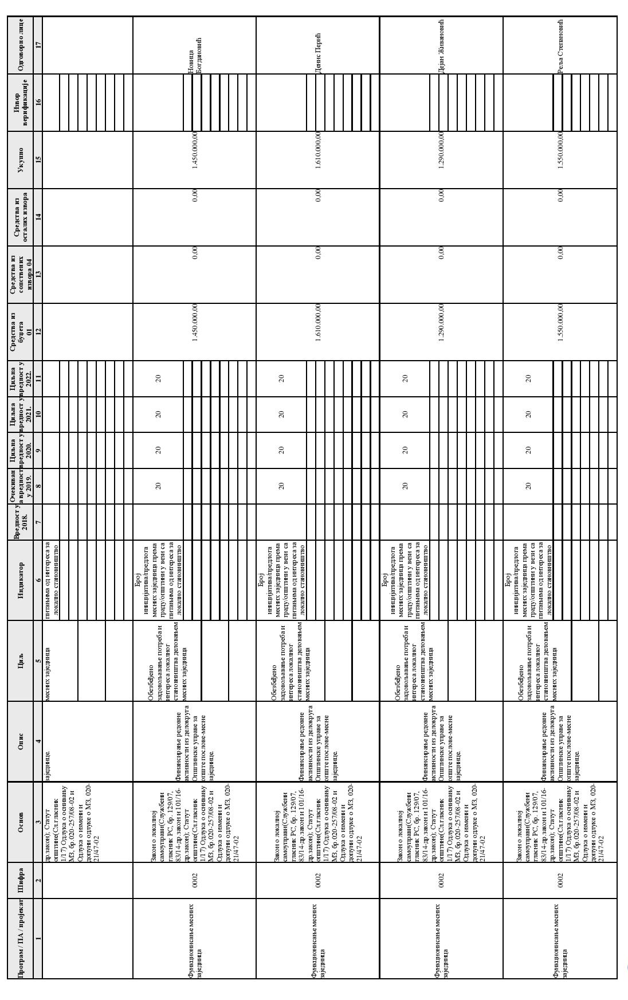 Програм / ПА / пројекат
Шифра
Основ
Опис
Циљ
Индикатор
Вредност у
2018.
Очекиван
а вредност
у 2019.
Циљна
вредност у
2020.
Циљна
вредност у
2021.
Циљна
вредност у
2022.
Средства из
буџета
01
Средства из
сопствених
извора 04
Средства из
осталих извора
Укупно
Извор
верификације
Одговорно лице
1
2
3
4
5
6
7
8
9
10
11
12
13
14
15
16
17
др.закон); Статут
општине(Сл.гласник
1/17) Одлука о оснивању
МЗ, бр.020-257/08-02 и
Одлука о измени и
допуни одлуке о МЗ, 020-
21/47-02
заједнице.
месних заједница
питањима од интереса за
локално становништво
Функционисање месних
заједница
0002
Закон о локалној
самоуправи(Службени
гласник РС, бр. 129/07,
83/14-др.закон и 101/16-
др.закон); Статут
општине(Сл.гласник
1/17) Одлука о оснивању
МЗ, бр.020-257/08-02 и
Одлука о измени и
допуни одлуке о МЗ, 020-
21/47-02
Финансирање редовне
активности из делокруга
Општинске управе за
опште послове-месне
заједнице.
Обезбеђено
задовољавање потреба и
интереса локалног
становништва деловањем
месних заједница
Број
иницијатива/предлога
месних заједница према
граду/општини у вези са
питањима од интереса за
локално становништво
20
20
20
20
1.450.000,00
0,00
0,00
1.450.000,00
Новица
Богдановић
Функционисање месних
заједница
0002
Закон о локалној
самоуправи(Службени
гласник РС, бр. 129/07,
83/14-др.закон и 101/16-
др.закон); Статут
општине(Сл.гласник
1/17) Одлука о оснивању
МЗ, бр.020-257/08-02 и
Одлука о измени и
допуни одлуке о МЗ, 020-
21/47-02
Финансирање редовне
активности из делокруга
Општинске управе за
опште послове-месне
заједнице.
Обезбеђено
задовољавање потреба и
интереса локалног
становништва деловањем
месних заједница
Број
иницијатива/предлога
месних заједница према
граду/општини у вези са
питањима од интереса за
локално становништво
20
20
20
20
1.610.000,00
0,00
0,00
1.610.000,00
Денис Перић
Функционисање месних
заједница
0002
Закон о локалној
самоуправи(Службени
гласник РС, бр. 129/07,
83/14-др.закон и 101/16-
др.закон); Статут
општине(Сл.гласник
1/17) Одлука о оснивању
МЗ, бр.020-257/08-02 и
Одлука о измени и
допуни одлуке о МЗ, 020-
21/47-02
Финансирање редовне
активности из делокруга
Општинске управе за
опште послове-месне
заједнице.
Обезбеђено
задовољавање потреба и
интереса локалног
становништва деловањем
месних заједница
Број
иницијатива/предлога
месних заједница према
граду/општини у вези са
питањима од интереса за
локално становништво
20
20
20
20
1.290.000,00
0,00
0,00
1.290.000,00
Дејан Живановић
Функционисање месних
заједница
0002
Закон о локалној
самоуправи(Службени
гласник РС, бр. 129/07,
83/14-др.закон и 101/16-
др.закон); Статут
општине(Сл.гласник
1/17) Одлука о оснивању
МЗ, бр.020-257/08-02 и
Одлука о измени и
допуни одлуке о МЗ, 020-
21/47-02
Финансирање редовне
активности из делокруга
Општинске управе за
опште послове-месне
заједнице.
Обезбеђено
задовољавање потреба и
интереса локалног
становништва деловањем
месних заједница
Број
иницијатива/предлога
месних заједница према
граду/општини у вези са
питањима од интереса за
локално становништво
20
20
20
20
1.550.000,00
0,00
0,00
1.550.000,00
Реља Степановић